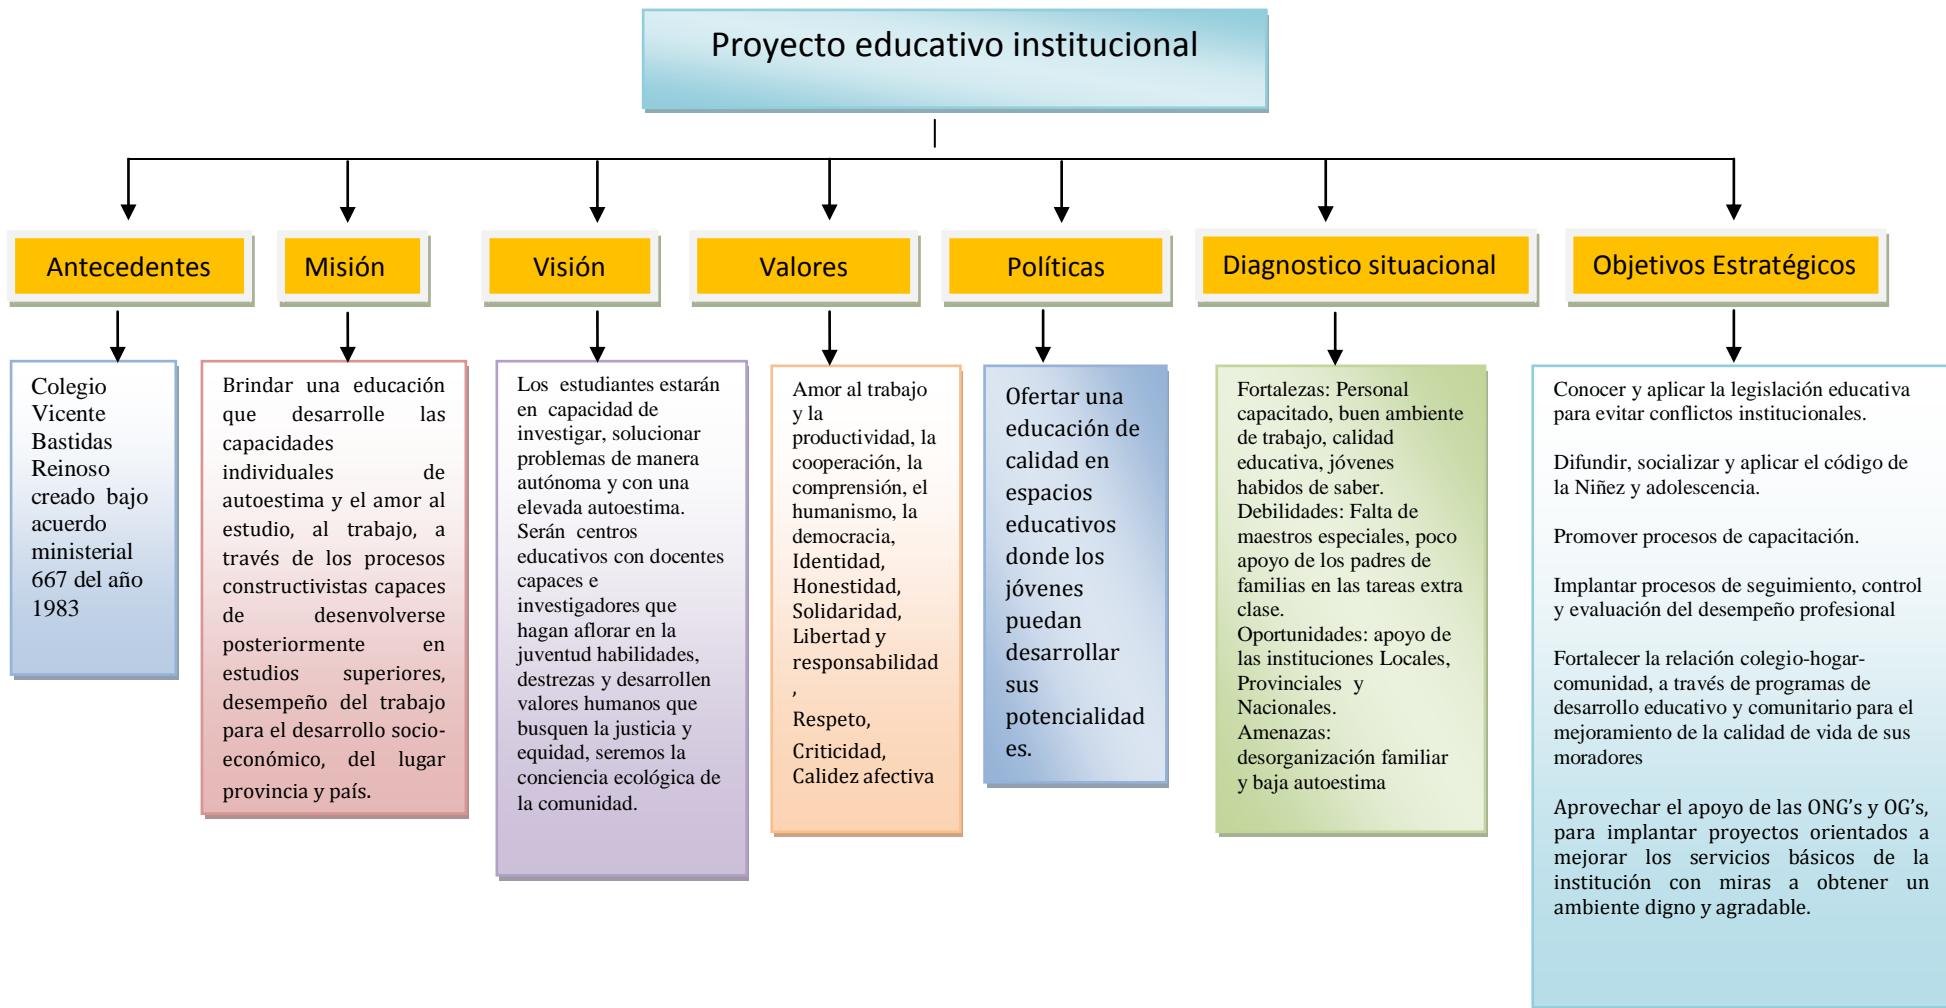 Proyecto educativo institucional
Antecedentes
Misión
Visión
Valores
Políticas
Diagnostico situacional
Objetivos Estratégicos
Colegio
Vicente
Bastidas
Reinoso
creado bajo
acuerdo
ministerial
667 del año
1983
Brindar una educación
que desarrolle las
capacidades
individuales de
autoestima y el amor al
estudio, al trabajo, a
través de los procesos
constructivistas capaces
de desenvolverse
posteriormente en
estudios superiores,
desempeño del trabajo
para el desarrollo socio-
económico, del lugar
provincia y país.
Los estudiantes estarán
en capacidad de
investigar, solucionar
problemas de manera
autónoma y con una
elevada autoestima.
Serán centros
educativos con docentes
capaces e
investigadores que
hagan aflorar en la
juventud habilidades,
destrezas y desarrollen
valores humanos que
busquen la justicia y
equidad, seremos la
conciencia ecológica de
la comunidad.
Amor al trabajo
y la
productividad, la
cooperación, la
comprensión, el
humanismo, la
democracia,
Identidad,
Honestidad,
Solidaridad,
Libertad y
responsabilidad
,
Respeto,
Criticidad,
Calidez afectiva
Ofertar una
educación de
calidad en
espacios
educativos
donde los
jóvenes
puedan
desarrollar
sus
potencialidad
es.
Fortalezas: Personal
capacitado, buen ambiente
de trabajo, calidad
educativa, jóvenes
habidos de saber.
Debilidades: Falta de
maestros especiales, poco
apoyo de los padres de
familias en las tareas extra
clase.
Oportunidades: apoyo de
las instituciones Locales,
Provinciales y
Nacionales.
Amenazas:
desorganización familiar
y baja autoestima
Conocer y aplicar la legislación educativa
para evitar conflictos institucionales.
Difundir, socializar y aplicar el código de
la Niñez y adolescencia.
Promover procesos de capacitación.
Implantar procesos de seguimiento, control
y evaluación del desempeño profesional
Fortalecer la relación colegio-hogar-
comunidad, a través de programas de
desarrollo educativo y comunitario para el
mejoramiento de la calidad de vida de sus
moradores
Aprovechar el apoyo de las ONG's y OG's,
para implantar proyectos orientados a
mejorar los servicios básicos de la
institución con miras a obtener un
ambiente digno y agradable.